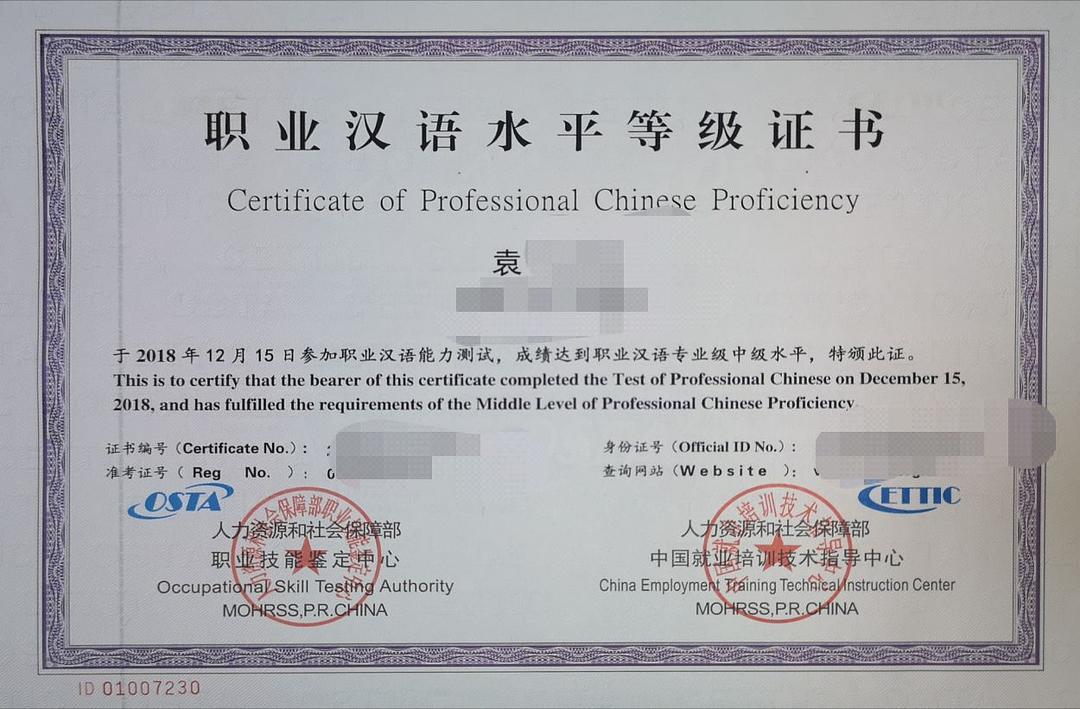 职业汉语水平等级证书
Certificate of Professional Chinese Proficiency
袁
于 2018 年 12 月 15 日参加职业汉语能力测试，成绩达到职业汉语专业级中级水平，特颁此证。
This is to certify that the bearer of this certificate completed the Test of Professional Chinese on December 15,
2018, and has fulfilled the requirements of the Middle Level of Professional Chinese Proficiency
证书编号（Certificate No.）：
身份证号（Official ID No.）：
准考证号（ Reg No. ）： 0
查询网站（Website ）：
OSTA
CETTIC
人力资源和社会保障部
职业技能鉴定中心
Occupational Skill Testing Authority
MOHRSS,P.R.CHINA
人力资源和社会保障部
中国就业培训技术指导中心
China Employment Training Technical Instruction Center
MOHRSS,P.R.CHINA
ID 01007230